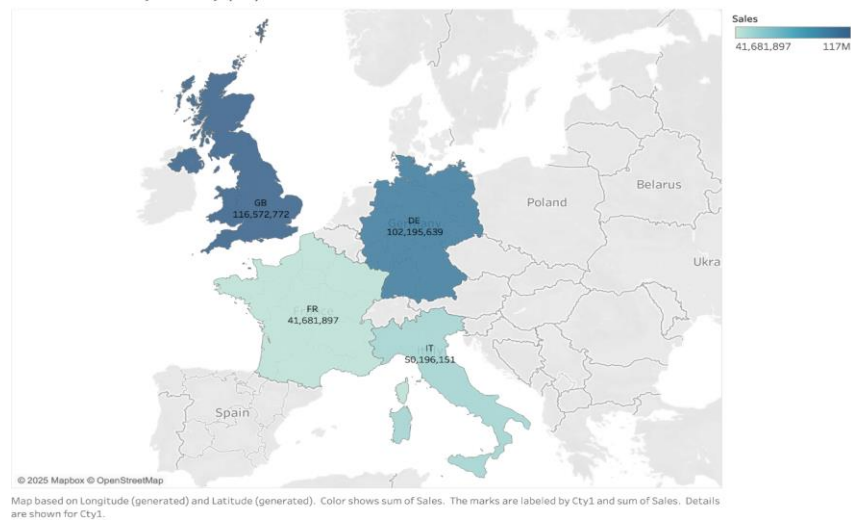 Sales
41,681,897 117M
GB
116,572,772
DE
102,195,639
Poland
Belarus
Ukra
FR
41,681,897
IT
50,196,151
Spain
© 2025 Mapbox © OpenStreetMap
Map based on Longitude (generated) and Latitude (generated). Color shows sum of Sales. The marks are labeled by Cty1 and sum of Sales. Details
are shown for Cty1.